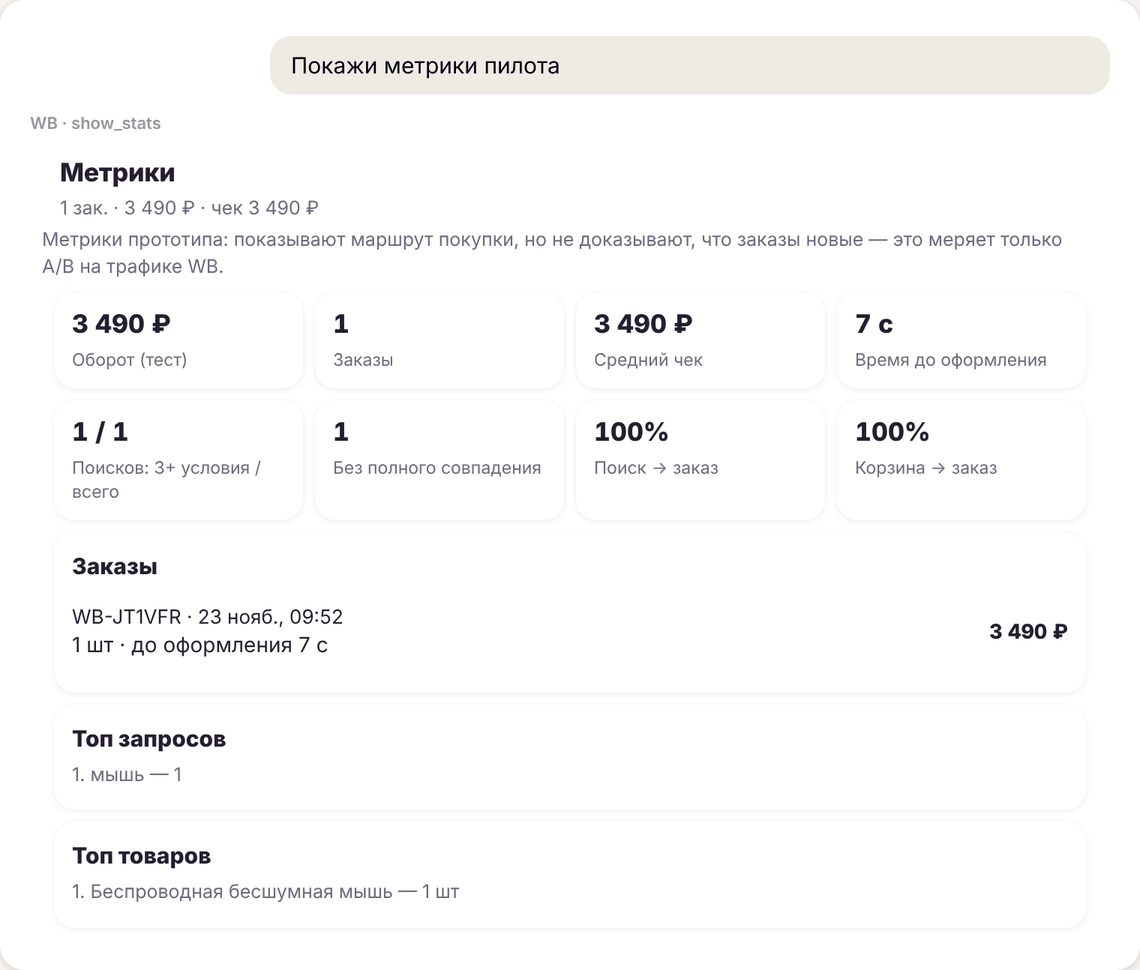 Покажи метрики пилота
WB · show_stats
Метрики
1 зак. · 3 490 ₽ · чек 3 490 ₽
Метрики прототипа: показывают маршрут покупки, но не доказывают, что заказы новые — это меряет только
A/B на трафике WB.
3 490 ₽
Оборот (тест)
1
Заказы
3 490 ₽
Средний чек
7 с
Время до оформления
1 / 1
Поисков: 3+ условия /
всего
1
Без полного совпадения
100%
Поиск → заказ
100%
Корзина → заказ
Заказы
WB-JT1VFR · 23 нояб., 09:52
1 шт · до оформления 7 с
3 490 ₽
Топ запросов
1. мышь — 1
Топ товаров
1. Беспроводная бесшумная мышь — 1 шт